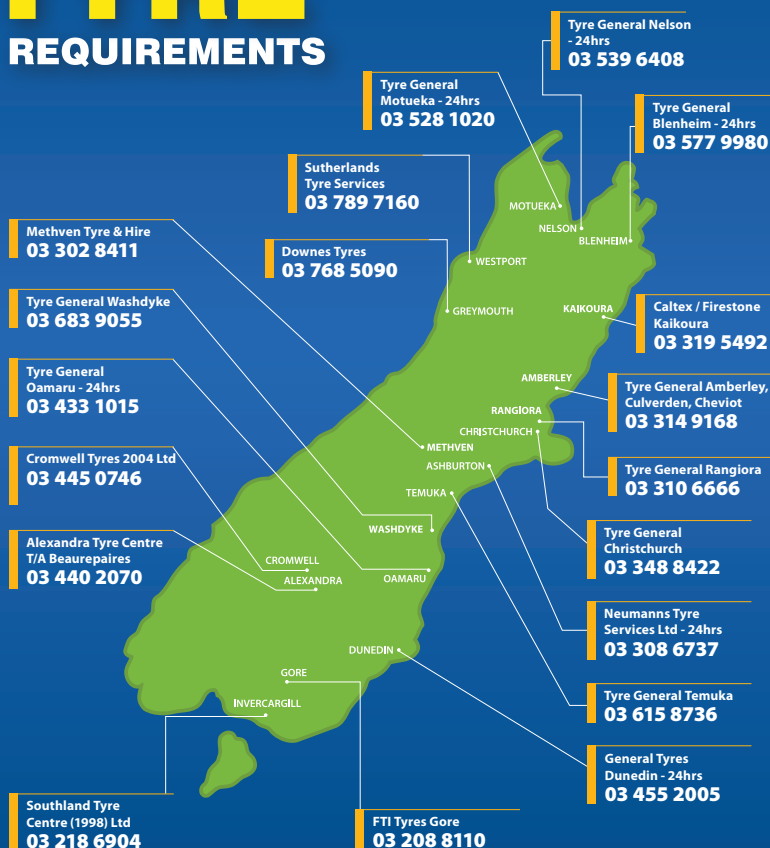 TYRE
REQUIREMENTS
Tyre General Nelson
- 24hrs
03 539 6408
Tyre General
Motueka - 24hrs
03 528 1020
Tyre General
Blenheim - 24hrs
03 577 9980
Sutherlands
Tyre Services
03 789 7160
Methven Tyre & Hire
03 302 8411
Downes Tyres
03 768 5090
Tyre General Washdyke
03 683 9055
Caltex / Firestone
Kaikoura
03 319 5492
Tyre General
Oamaru - 24hrs
03 433 1015
Tyre General Amberley,
Culverden, Cheviot
03 314 9168
Cromwell Tyres 2004 Ltd
03 445 0746
Tyre General Rangiora
03 310 6666
Alexandra Tyre Centre
T/A Beaurepaires
03 440 2070
Tyre General
Christchurch
03 348 8422
Neumanns Tyre
Services Ltd - 24hrs
03 308 6737
Tyre General Temuka
03 615 8736
General Tyres
Dunedin - 24hrs
03 455 2005
Southland Tyre
Centre (1998) Ltd
03 218 6904
FTI Tyres Gore
03 208 8110
MOTUEKA
NELSON
BLENHEIM
WESTPORT
GREYMOUTH
KAIKOURA
AMBERLEY
RANGIORA
CHRISTCHURCH
METHVEN
ASHBURTON
TEMUKA
WASHDYKE
CROMWELL
ALEXANDRA
OAMARU
DUNEDIN
GORE
INVERCARGILL